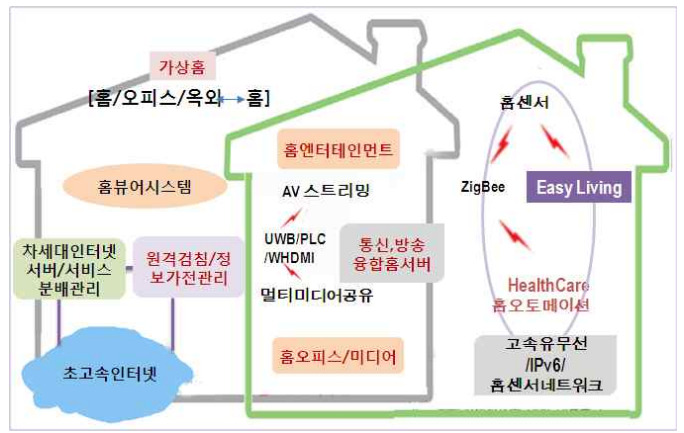 가상홈
[홈/오피스/옥외↔홈]
홈뷰어시스템
차세대인터넷
서버/서비스
분배관리
원격검침/정
보가전관리
초고속인터넷
홈엔터테인먼트
AV 스트리밍
UWB/PLC
/WHDMI
멀티미디어공유
통신,방송
융합홈서버
홈오피스/미디어
홈센서
ZigBee
Easy Living
HealthCare
홈오토메이션
고속유무선
/IPv6/
홈센서네트워크